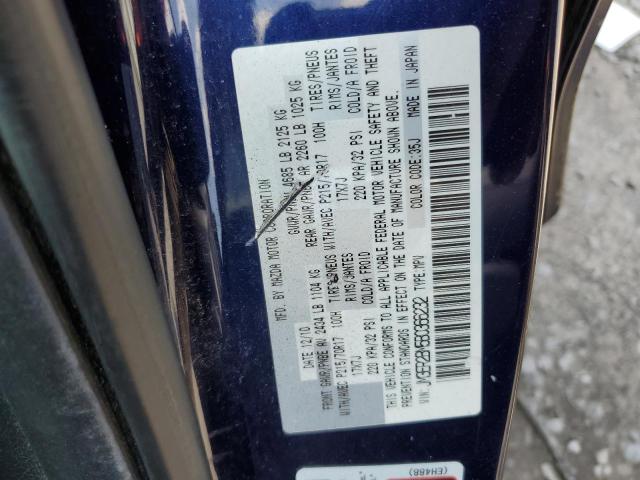 MFD. BY MAZDA MOTOR CORPORATION
DATE 12/10 GVWR/PNBV 4685 LB 2125 KG
FRONT GAWR/PNBE AV 2434 LB 1104 KG REAR GAWR/PNBE AR 2260 LB 1025 KG
TIRES/PNEUS WITH/AVEC P215/70R17 100H TIRES/PNEUS WITH/AVEC P215/70R17 100H
RIMS/JANTES 17X7J RIMS/JANTES 17X7J
COLD/A FROID 220 KPA/32 PSI COLD/A FROID 220 KPA/32 PSI
THIS VEHICLE CONFORMS TO ALL APPLICABLE FEDERAL MOTOR VEHICLE SAFETY AND THEFT
PREVENTION STANDARDS IN EFFECT ON THE DATE OF MANUFACTURE SHOWN ABOVE.
VIN: TYPE:MPV COLOR CODE:35J MADE IN JAPAN
(EH48B)